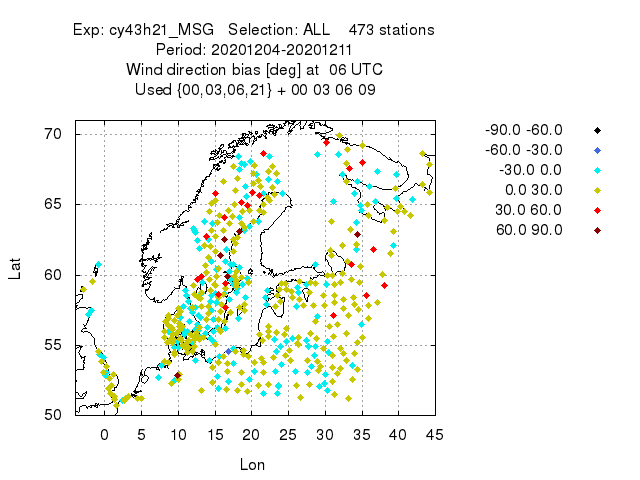 Exp: cy43h21_MSG Selection: ALL 473 stations
Period: 20201204-20201211
Wind direction bias [deg] at 06 UTC
Used {00,03,06,21} + 00 03 06 09
70
65
60
55
50
Lat
0 5 10 15 20 25 30 35 40 45
Lon
-90.0 -60.0
-60.0 -30.0
-30.0 0.0
0.0 30.0
30.0 60.0
60.0 90.0